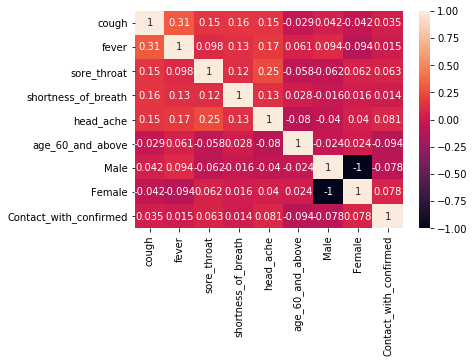 cough 1 0.31 0.15 0.16 0.15 -0.029 0.042 -0.042 0.035
fever 0.31 1 0.098 0.13 0.17 0.061 0.094 -0.094 0.015
sore_throat 0.15 0.098 1 0.12 0.25 -0.058 -0.062 0.062 0.063
shortness_of_breath 0.16 0.13 0.12 1 0.13 0.028 -0.016 0.016 0.014
head_ache 0.15 0.17 0.25 0.13 1 -0.08 -0.04 0.04 0.081
age_60_and_above -0.029 0.061 -0.058 0.028 -0.08 1 -0.024 0.024 -0.094
Male 0.042 0.094 -0.062 -0.016 -0.04 -0.024 1 -1 -0.078
Female -0.042 -0.094 0.062 0.016 0.04 0.024 -1 1 0.078
Contact_with_confirmed 0.035 0.015 0.063 0.014 0.081 -0.094 -0.078 0.078 1
cough
fever
sore_throat
shortness_of_breath
head_ache
age_60_and_above
Male
Female
Contact_with_confirmed
1.00
0.75
0.50
0.25
0.00
−0.25
−0.50
−0.75
−1.00